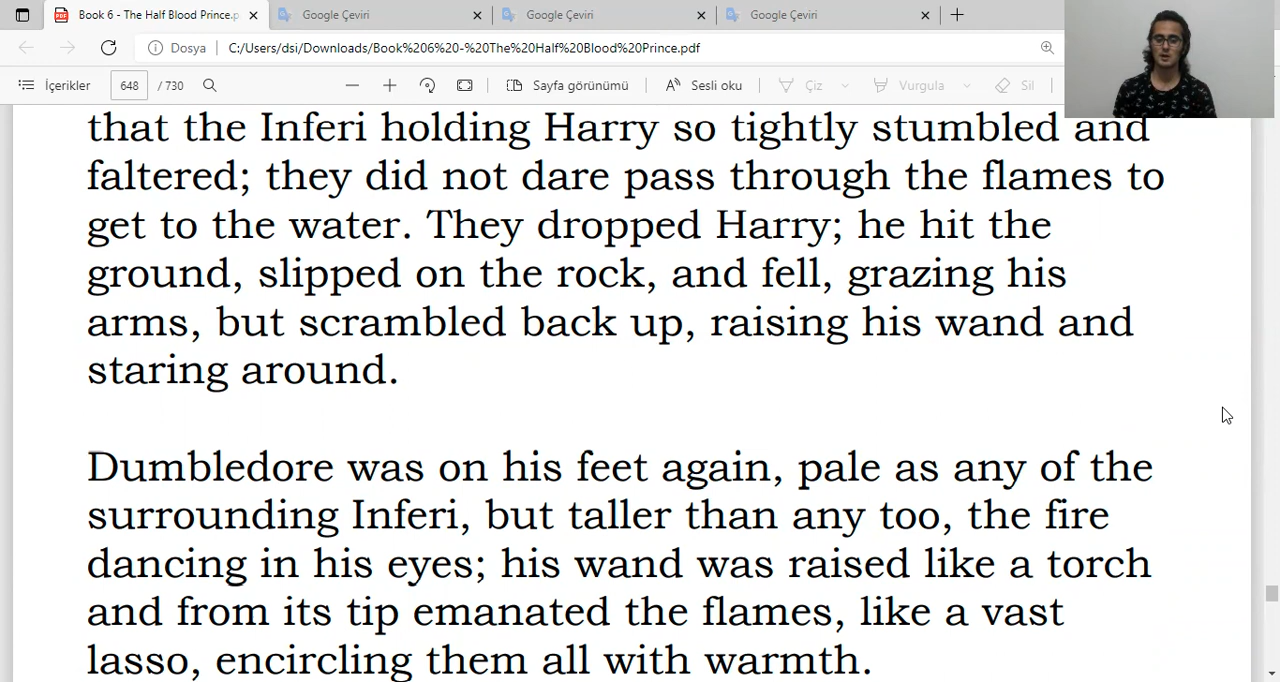 Book 6 - The Half Blood Prince.p
Google Çeviri
Google Çeviri
Google Çeviri
Dosya
C:/Users/dsi/Downloads/Book%206%20-%20The%20Half%20Blood%20Prince.pdf
İçerikler
648 / 730
Sayfa görünümü
Sesli oku
Çiz
Vurgula
Sil
that the Inferi holding Harry so tightly stumbled and
faltered; they did not dare pass through the flames to
get to the water. They dropped Harry; he hit the
ground, slipped on the rock, and fell, grazing his
arms, but scrambled back up, raising his wand and
staring around.
Dumbledore was on his feet again, pale as any of the
surrounding Inferi, but taller than any too, the fire
dancing in his eyes; his wand was raised like a torch
and from its tip emanated the flames, like a vast
lasso, encircling them all with warmth.